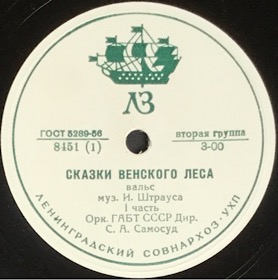 ЛЗ
ГОСТ 5289-56
8451 (1)
вторая группа
3-00
СКАЗКИ ВЕНСКОГО ЛЕСА
вальс
муз. И. Штрауса
I часть
Орк. ГАБТ СССР Дир.
С. А. Самосуд
ЛЕНИНГРАДСКИЙ СОВНАРХОЗ-УХП